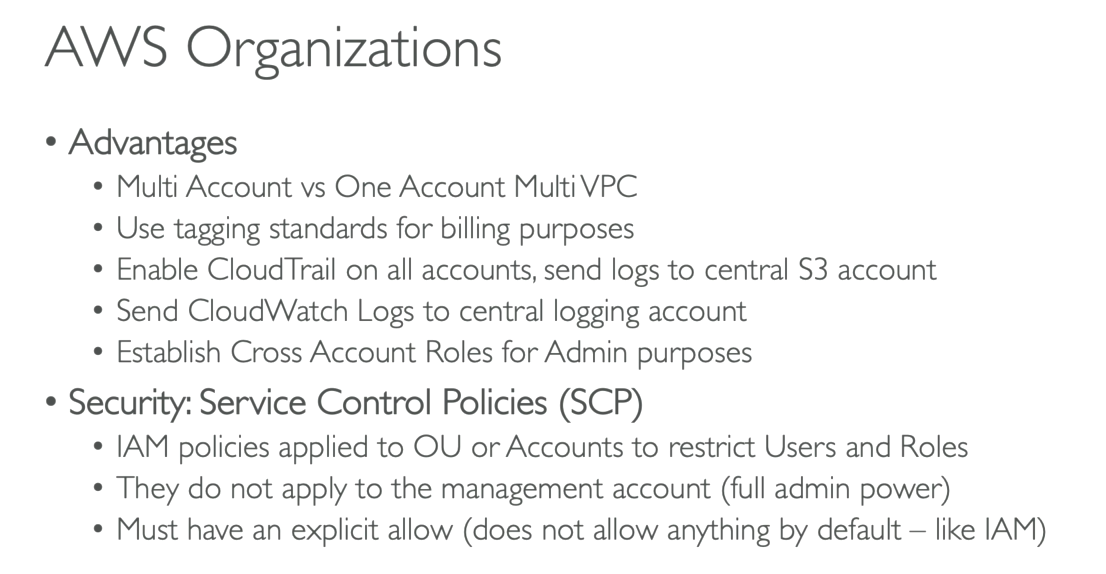 AWS Organizations
• Advantages
• Multi Account vs One Account Multi VPC
• Use tagging standards for billing purposes
• Enable CloudTrail on all accounts, send logs to central S3 account
• Send CloudWatch Logs to central logging account
• Establish Cross Account Roles for Admin purposes
• Security: Service Control Policies (SCP)
• IAM policies applied to OU or Accounts to restrict Users and Roles
• They do not apply to the management account (full admin power)
• Must have an explicit allow (does not allow anything by default – like IAM)